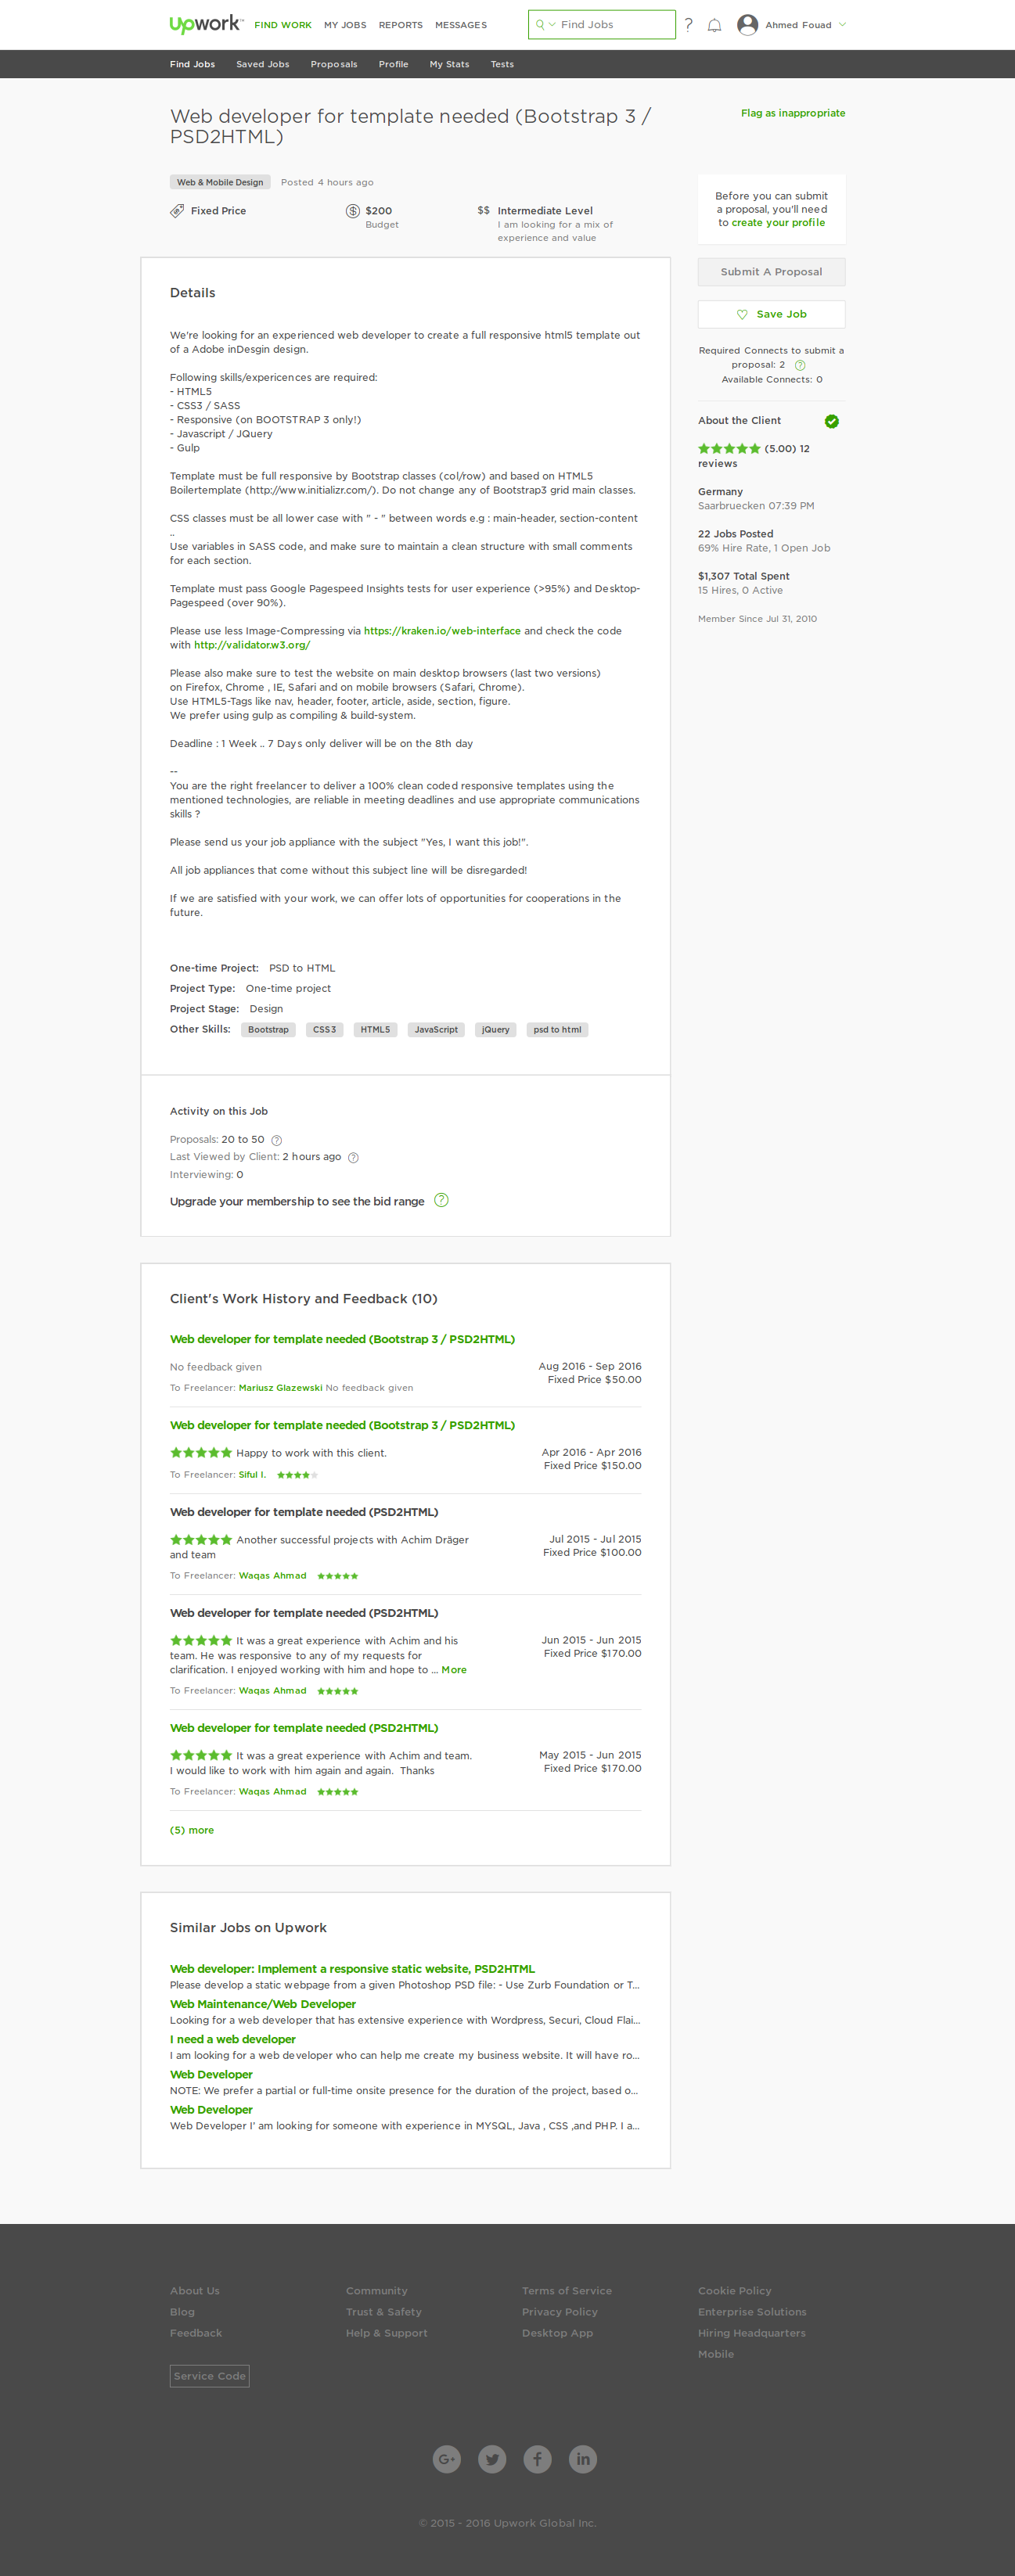 Upwork™ FIND WORK MY JOBS REPORTS MESSAGES Find Jobs ? Ahmed Fouad
Find Jobs Saved Jobs Proposals Profile My Stats Tests
Web developer for template needed (Bootstrap 3 /
PSD2HTML)
Flag as inappropriate
Web & Mobile Design Posted 4 hours ago
Fixed Price
$200
Budget
$$ Intermediate Level
I am looking for a mix of
experience and value
Before you can submit
a proposal, you'll need
to create your profile
Submit A Proposal
Save Job
Required Connects to submit a
proposal: 2 ?
Available Connects: 0
About the Client
(5.00) 12
reviews
Germany
Saarbruecken 07:39 PM
22 Jobs Posted
69% Hire Rate, 1 Open Job
$1,307 Total Spent
15 Hires, 0 Active
Member Since Jul 31, 2010
Details
We're looking for an experienced web developer to create a full responsive html5 template out
of a Adobe inDesgin design.
Following skills/expericences are required:
- HTML5
- CSS3 / SASS
- Responsive (on BOOTSTRAP 3 only!)
- Javascript / JQuery
- Gulp
Template must be full responsive by Bootstrap classes (col/row) and based on HTML5
Boilertemplate (http://www.initializr.com/). Do not change any of Bootstrap3 grid main classes.
CSS classes must be all lower case with " - " between words e.g : main-header, section-content
..
Use variables in SASS code, and make sure to maintain a clean structure with small comments
for each section.
Template must pass Google Pagespeed Insights tests for user experience (>95%) and Desktop-
Pagespeed (over 90%).
Please use less Image-Compressing via https://kraken.io/web-interface and check the code
with http://validator.w3.org/
Please also make sure to test the website on main desktop browsers (last two versions)
on Firefox, Chrome , IE, Safari and on mobile browsers (Safari, Chrome).
Use HTML5-Tags like nav, header, footer, article, aside, section, figure.
We prefer using gulp as compiling & build-system.
Deadline : 1 Week .. 7 Days only deliver will be on the 8th day
--
You are the right freelancer to deliver a 100% clean coded responsive templates using the
mentioned technologies, are reliable in meeting deadlines and use appropriate communications
skills ?
Please send us your job appliance with the subject "Yes, I want this job!".
All job appliances that come without this subject line will be disregarded!
If we are satisfied with your work, we can offer lots of opportunities for cooperations in the
future.
One-time Project: PSD to HTML
Project Type: One-time project
Project Stage: Design
Other Skills: Bootstrap CSS3 HTML5 JavaScript jQuery psd to html
Activity on this Job
Proposals: 20 to 50 ?
Last Viewed by Client: 2 hours ago ?
Interviewing: 0
Upgrade your membership to see the bid range ?
Client's Work History and Feedback (10)
Web developer for template needed (Bootstrap 3 / PSD2HTML)
No feedback given
Aug 2016 - Sep 2016
Fixed Price $50.00
To Freelancer: Mariusz Glazewski No feedback given
Web developer for template needed (Bootstrap 3 / PSD2HTML)
Happy to work with this client.
Apr 2016 - Apr 2016
Fixed Price $150.00
To Freelancer: Siful I.
Web developer for template needed (PSD2HTML)
Another successful projects with Achim Dräger
and team
Jul 2015 - Jul 2015
Fixed Price $100.00
To Freelancer: Waqas Ahmad
Web developer for template needed (PSD2HTML)
It was a great experience with Achim and his
team. He was responsive to any of my requests for
clarification. I enjoyed working with him and hope to ... More
Jun 2015 - Jun 2015
Fixed Price $170.00
To Freelancer: Waqas Ahmad
Web developer for template needed (PSD2HTML)
It was a great experience with Achim and team.
I would like to work with him again and again. Thanks
May 2015 - Jun 2015
Fixed Price $170.00
To Freelancer: Waqas Ahmad
(5) more
Similar Jobs on Upwork
Web developer: Implement a responsive static website, PSD2HTML
Please develop a static webpage from a given Photoshop PSD file: - Use Zurb Foundation or T...
Web Maintenance/Web Developer
Looking for a web developer that has extensive experience with Wordpress, Securi, Cloud Flai...
I need a web developer
I am looking for a web developer who can help me create my business website. It will have ro...
Web Developer
NOTE: We prefer a partial or full-time onsite presence for the duration of the project, based o...
Web Developer
Web Developer I' am looking for someone with experience in MYSQL, Java , CSS ,and PHP. I a...
About Us Community Terms of Service Cookie Policy
Blog Trust & Safety Privacy Policy Enterprise Solutions
Feedback Help & Support Desktop App Hiring Headquarters
Mobile
Service Code
G+ f in
© 2015 - 2016 Upwork Global Inc.